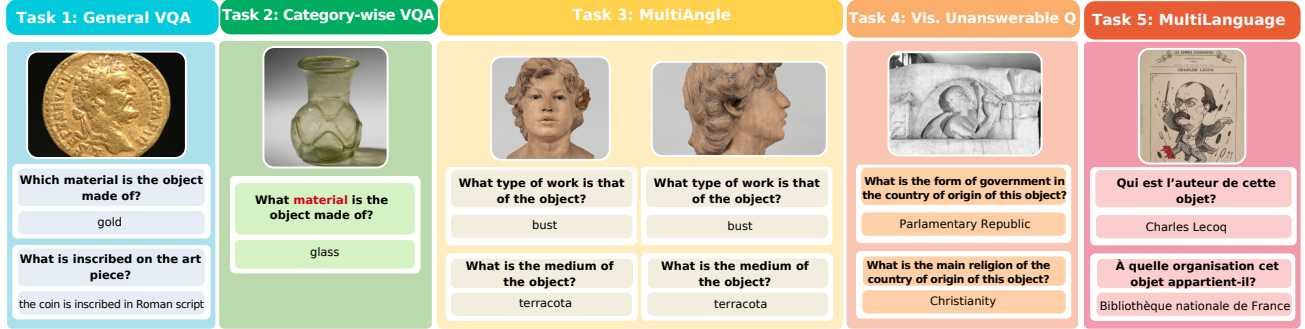 Task 1: General VQA
Which material is the object
made of?
gold
What is inscribed on the art
piece?
the coin is inscribed in Roman script
Task 2: Category-wise VQA
What material is the
object made of?
glass
Task 3: MultiAngle
What type of work is that
of the object?
bust
What type of work is that
of the object?
bust
What is the medium of
the object?
terracota
What is the medium of
the object?
terracota
Task 4: Vis. Unanswerable Q
What is the form of government in
the country of origin of this object?
Parlamentary Republic
What is the main religion of the
country of origin of this object?
Christianity
Task 5: MultiLanguage
CHARLES LECOQ
Qui est l’auteur de cette
objet?
Charles Lecoq
À quelle organisation cet
objet appartient-il?
Bibliothèque nationale de France